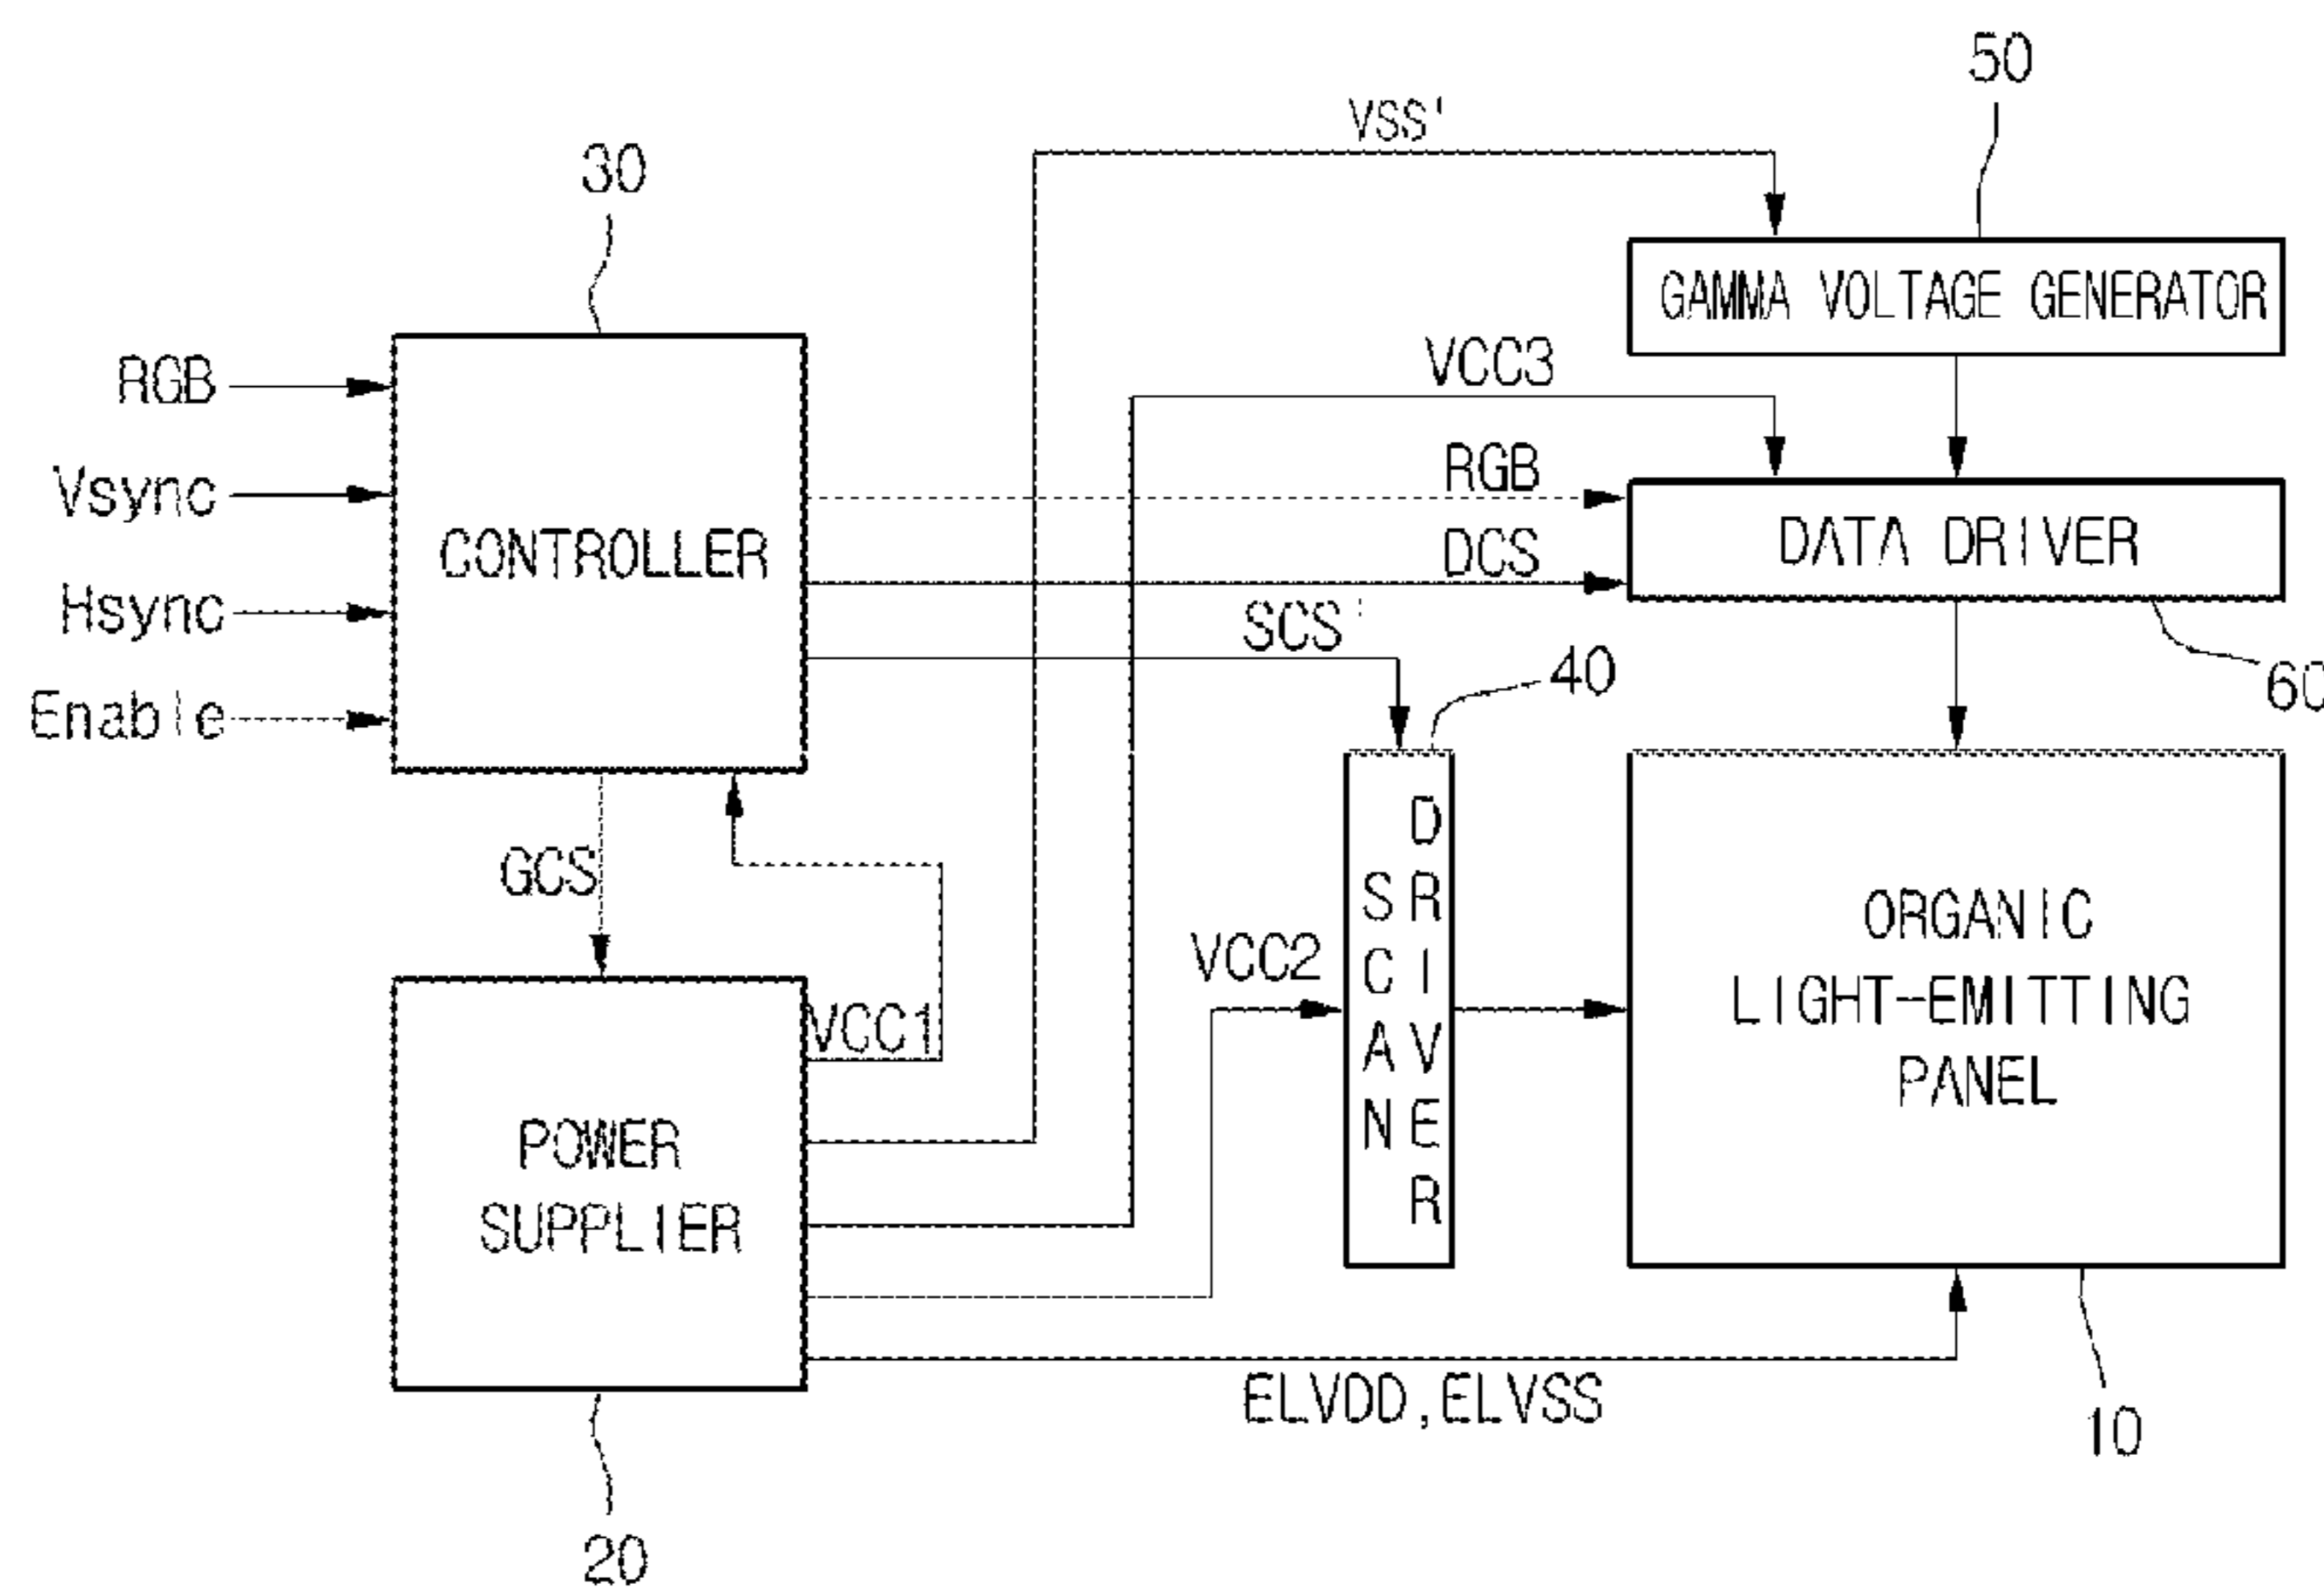 50
VSS'
30
GAMMA VOLTAGE GENERATOR
VCC3
RGB
RGB
Vsync
CONTROLLER
DATA DRIVER
DCS
Hsync
SCS'
40
60
Enable
GCS
SCAN
DRIVER
ORGANIC
LIGHT-EMITTING
PANEL
VCC2
VCC1
POWER
SUPPLIER
ELVDD,ELVSS
10
20